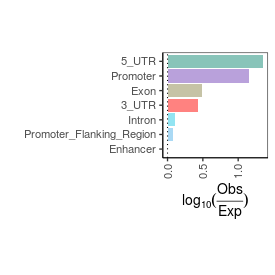 5_UTR
Promoter
Exon
3_UTR
Intron
Promoter_Flanking_Region
Enhancer
0.0 0.5 1.0
log10(Obs/Exp)